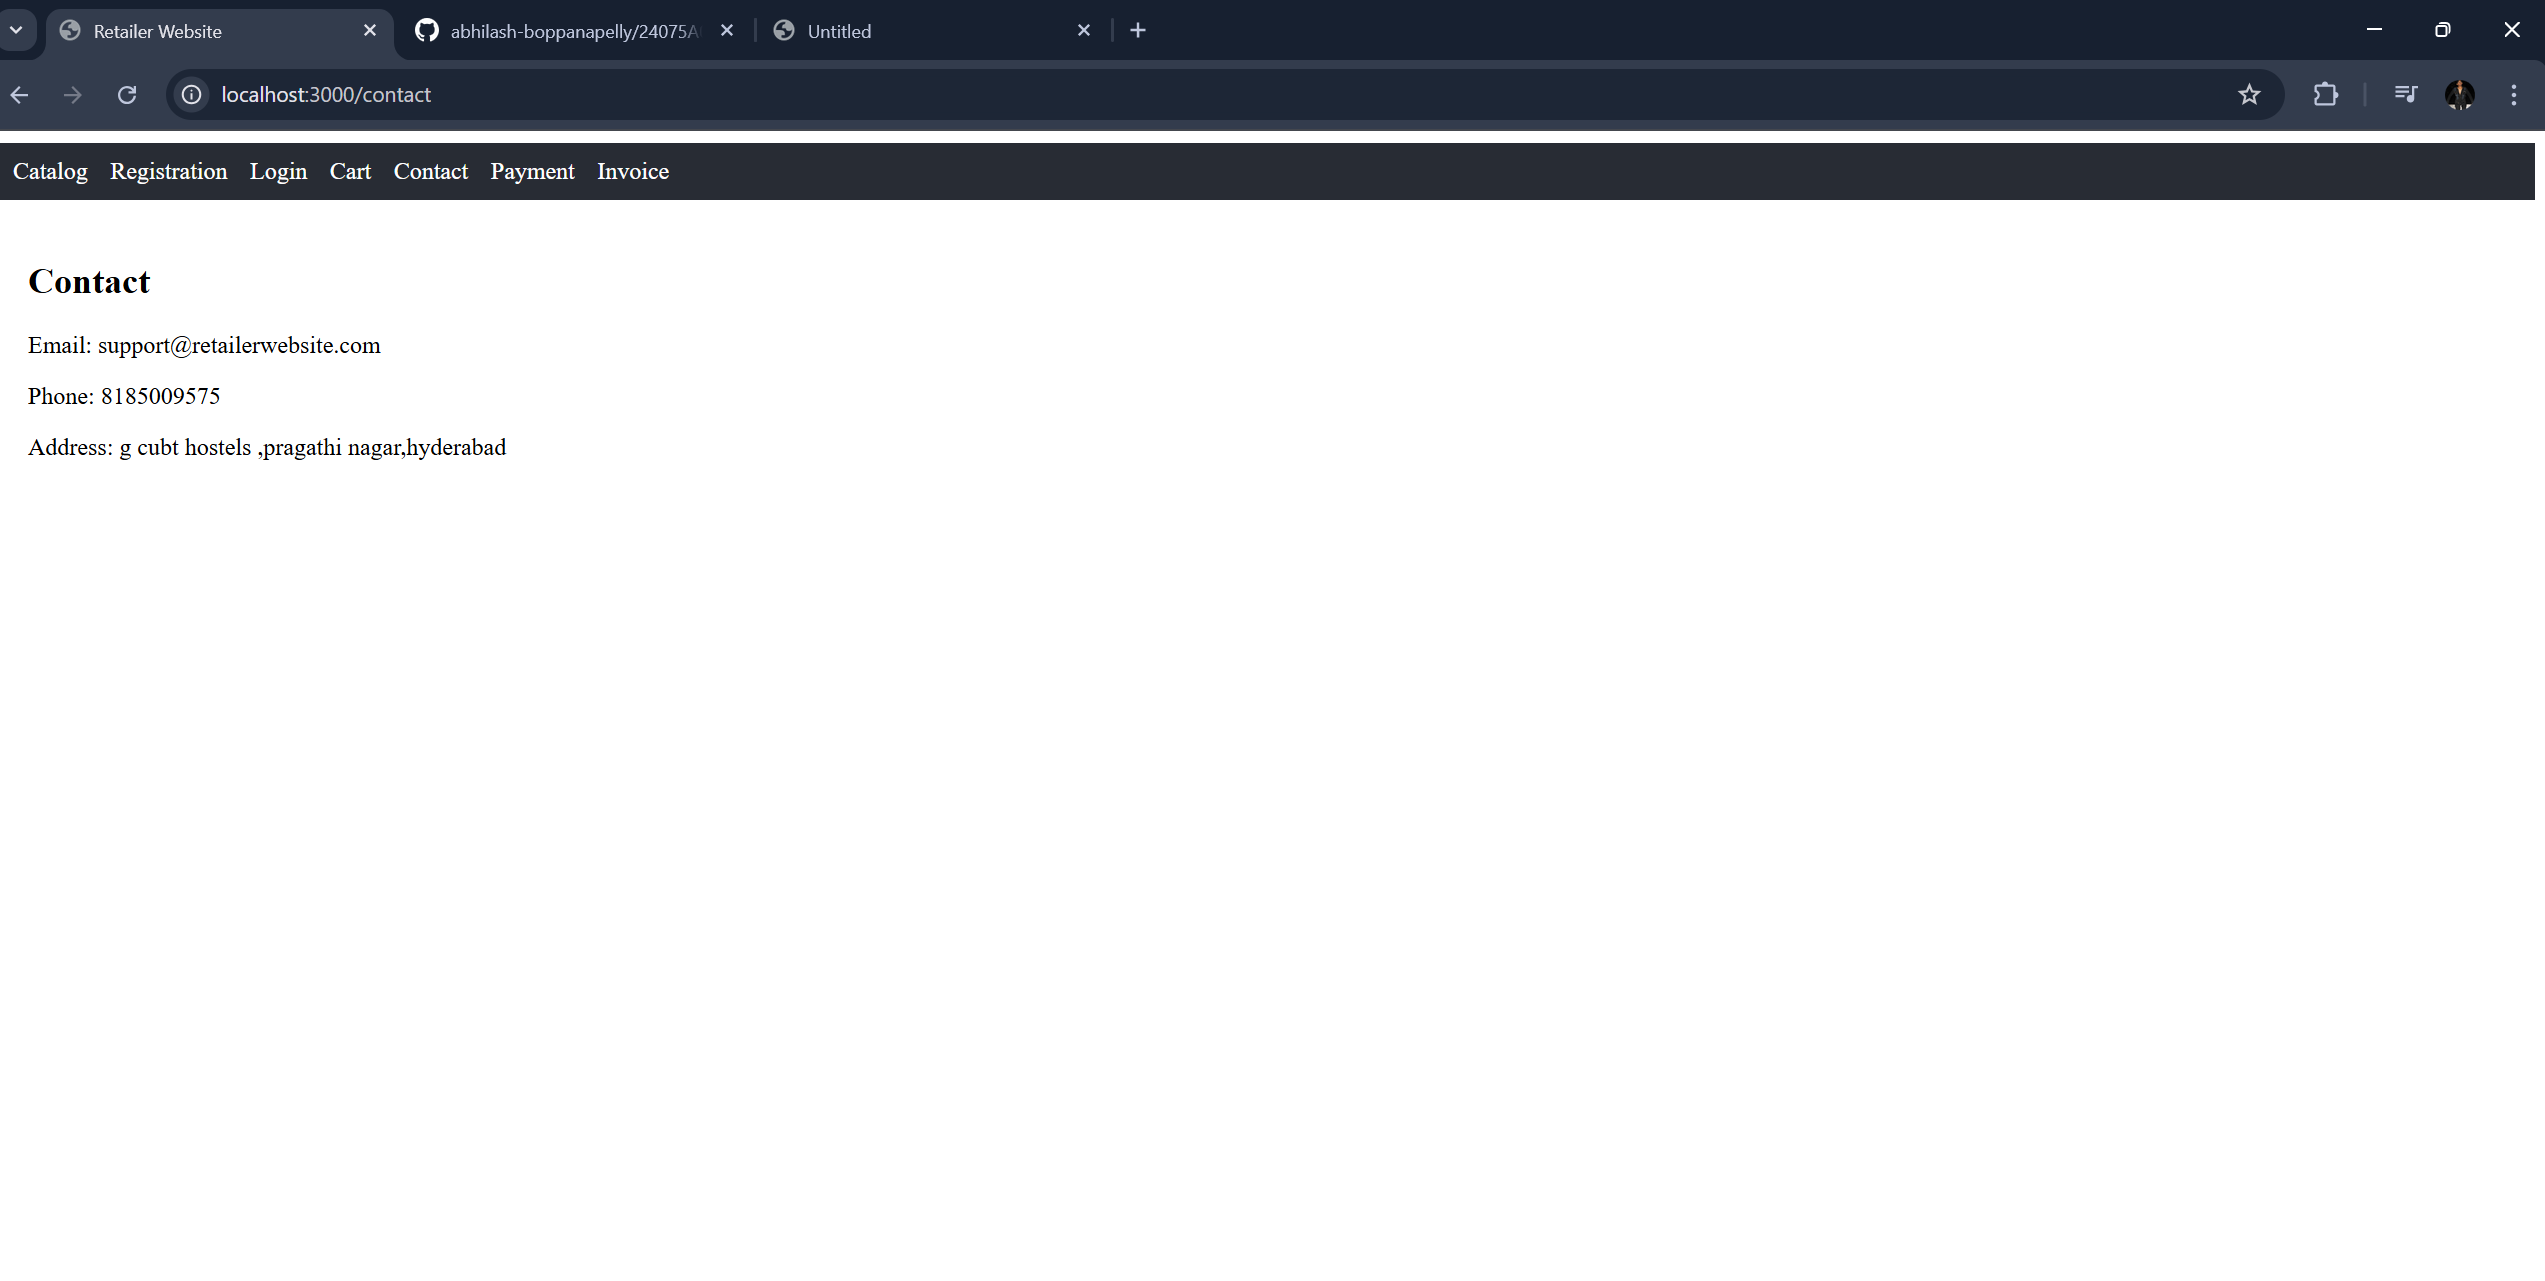 Retailer Website
abhilash-boppanapelly/24075A
Untitled
localhost:3000/contact
Catalog Registration Login Cart Contact Payment Invoice
Contact
Email: support@retailerwebsite.com
Phone: 8185009575
Address: g cubt hostels ,pragathi nagar,hyderabad